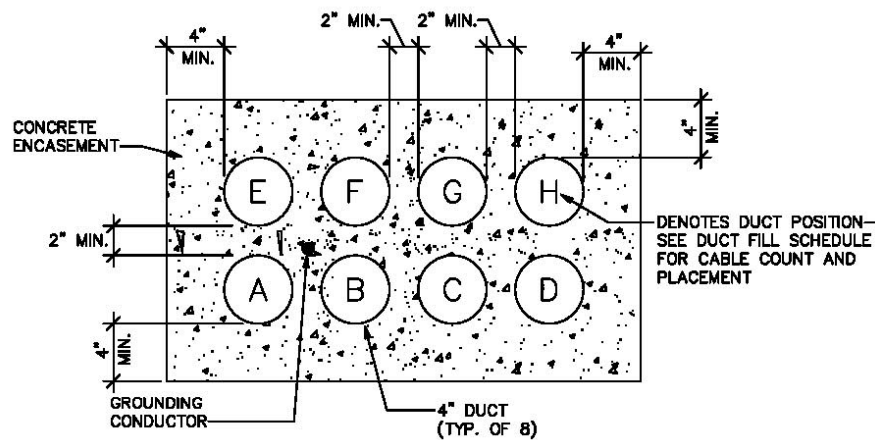 4" MIN.
2" MIN.
2" MIN.
4" MIN.
4" MIN.
CONCRETE
ENCASEMENT
E F G H
2" MIN.
DENOTES DUCT POSITION—
SEE DUCT FILL SCHEDULE
FOR CABLE COUNT AND
PLACEMENT
A B C D
4" MIN.
GROUNDING
CONDUCTOR
4" DUCT
(TYP. OF 8)